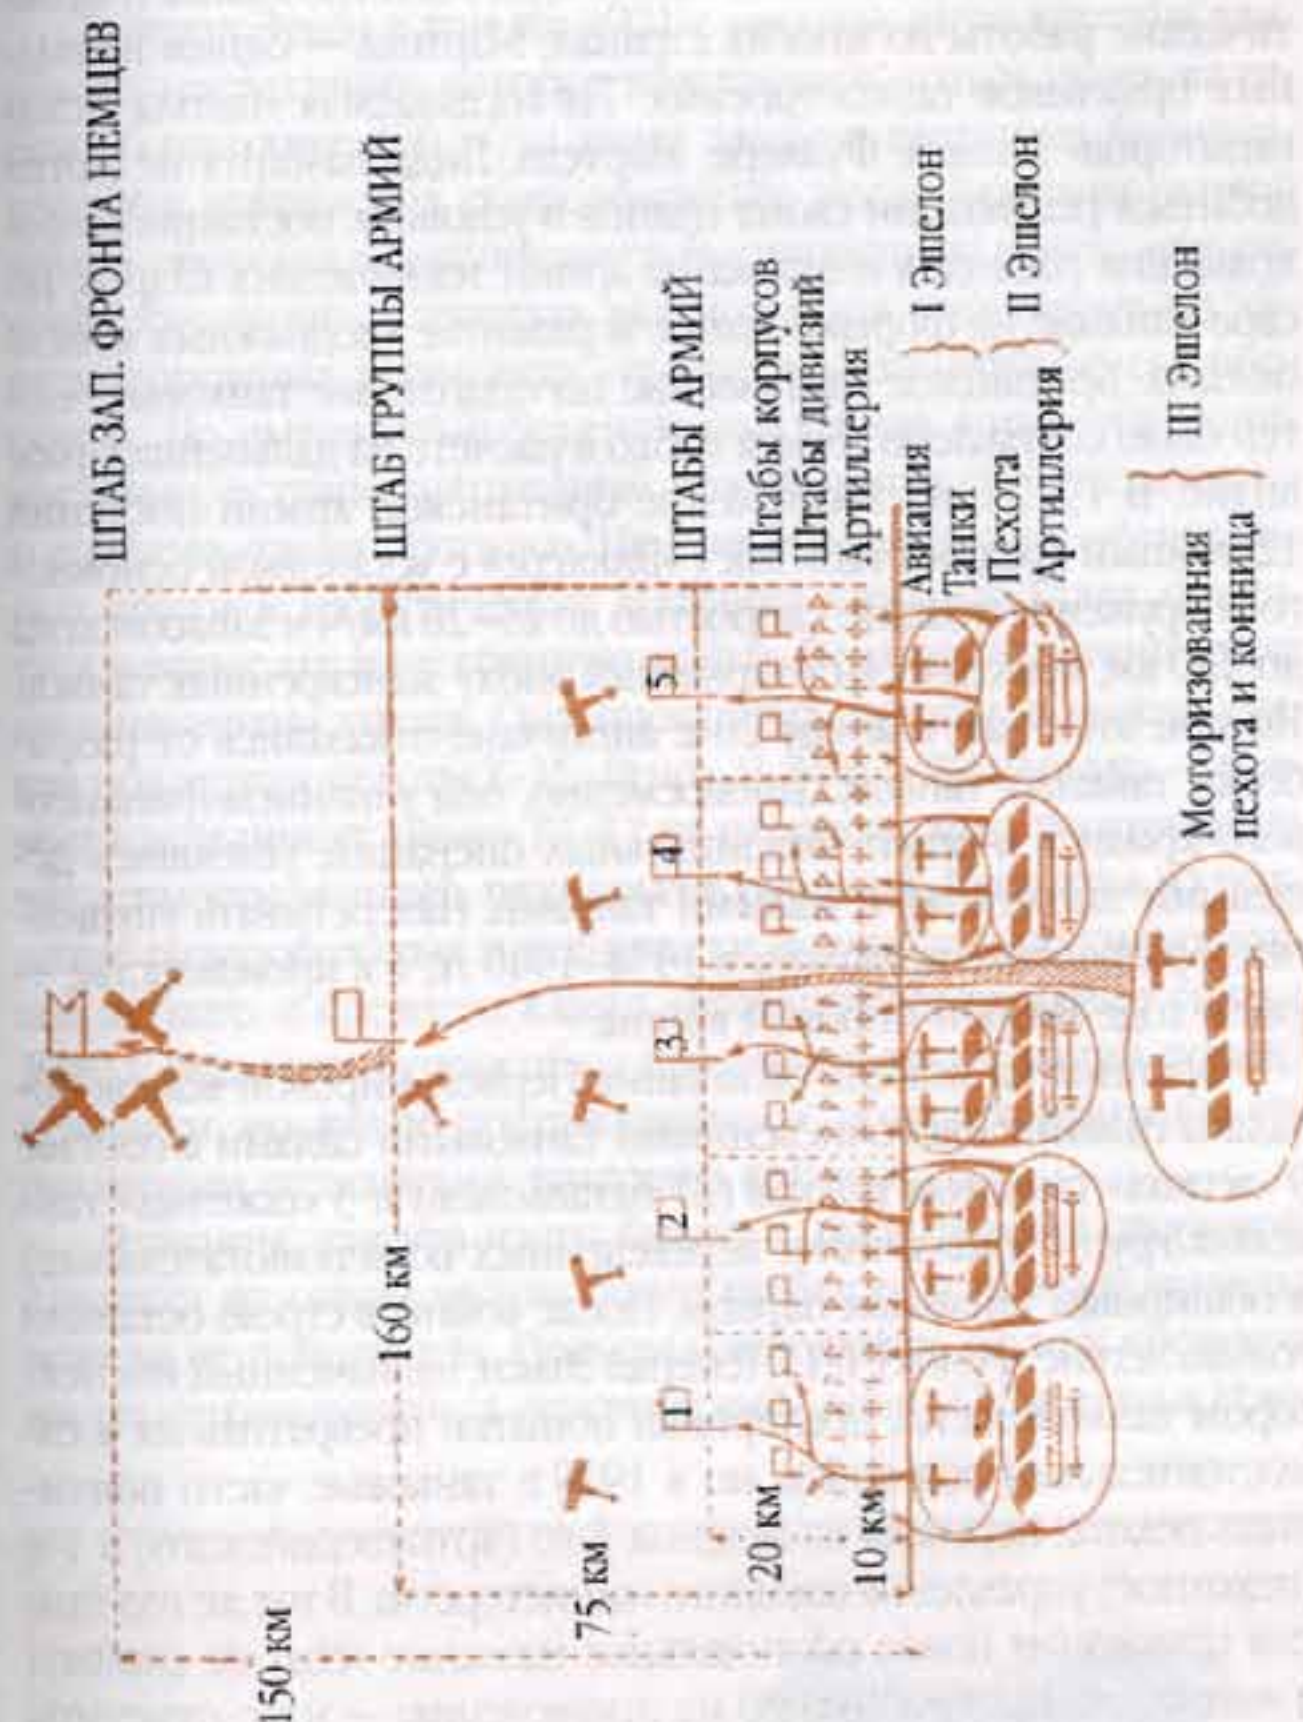 ШТАБ ЗАП. ФРОНТА НЕМЦЕВ
150 км
ШТАБ ГРУППЫ АРМИЙ
160 км
75 км
1 2 3 4 5
ШТАБЫ АРМИЙ
20 км
Штабы корпусов
Штабы дивизий
10 км
Артиллерия
Авиация
Танки
I Эшелон
Пехота
Артиллерия
II Эшелон
Моторизованная
пехота и конница
III Эшелон